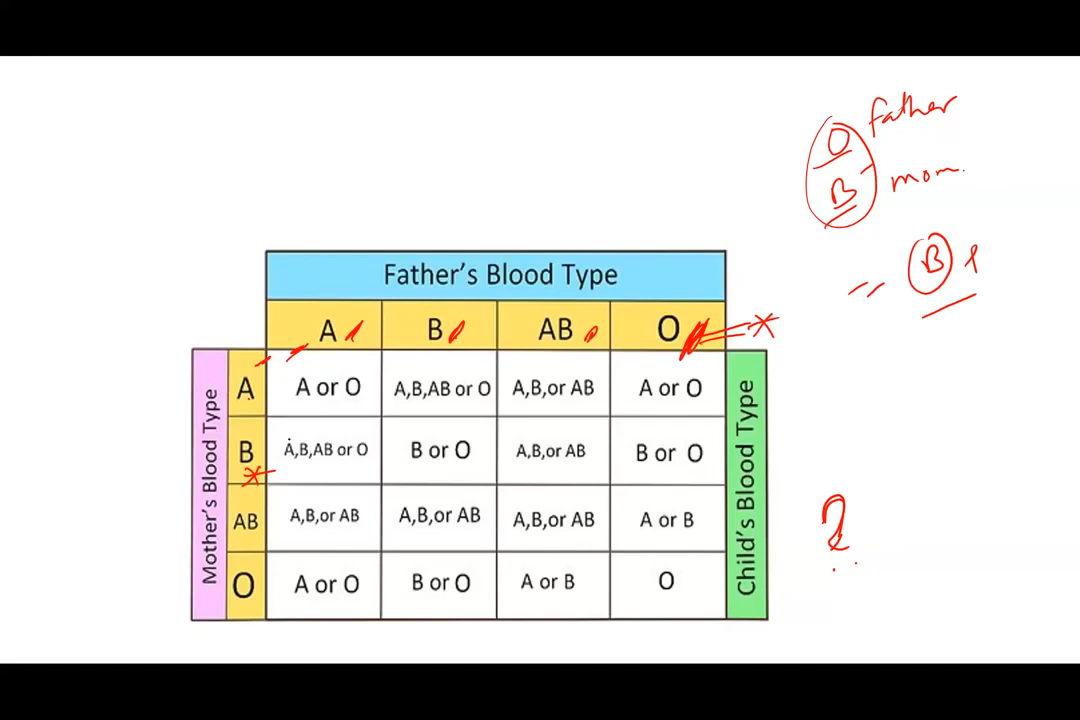 O father
B mom.
= B
Father's Blood Type
A B AB O
Mother's Blood Type
A A or O A,B,AB or O A,B,or AB A or O
B A,B,AB or O B or O A,B,or AB B or O
AB A,B,or AB A,B,or AB A,B,or AB A or B
O A or O B or O A or B O
Child's Blood Type
?